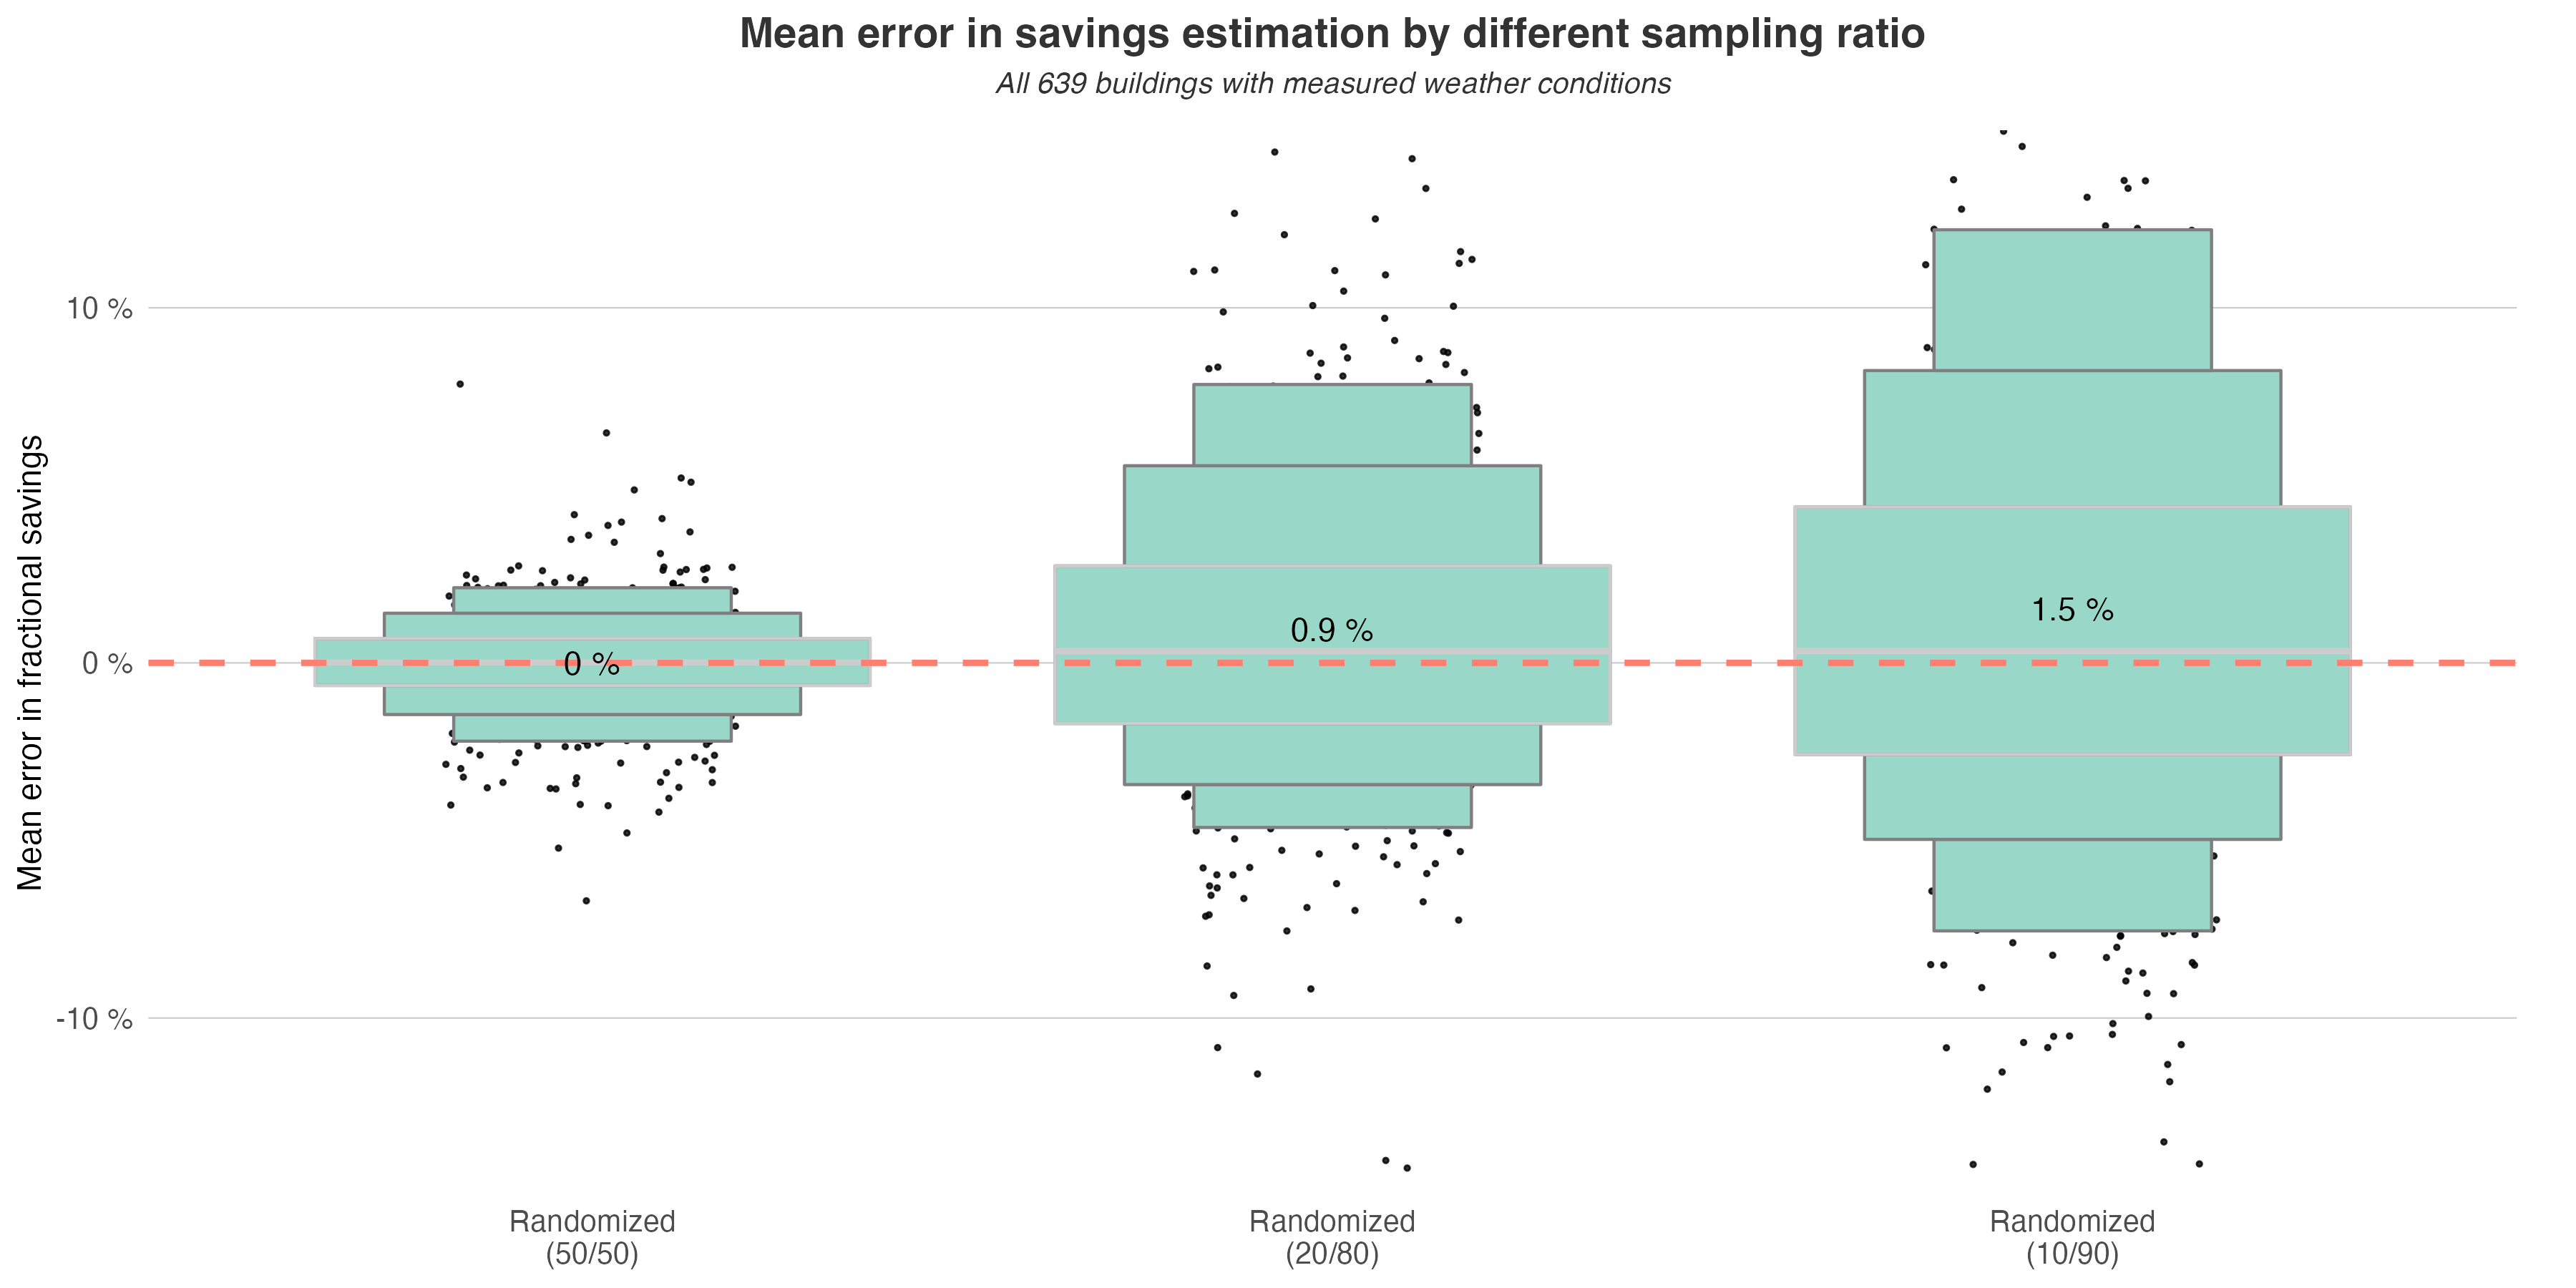 Mean error in savings estimation by different sampling ratio
All 639 buildings with measured weather conditions
Mean error in fractional savings
10 %
0 %
-10 %
0 %
0.9 %
1.5 %
Randomized
(50/50)
Randomized
(20/80)
Randomized
(10/90)